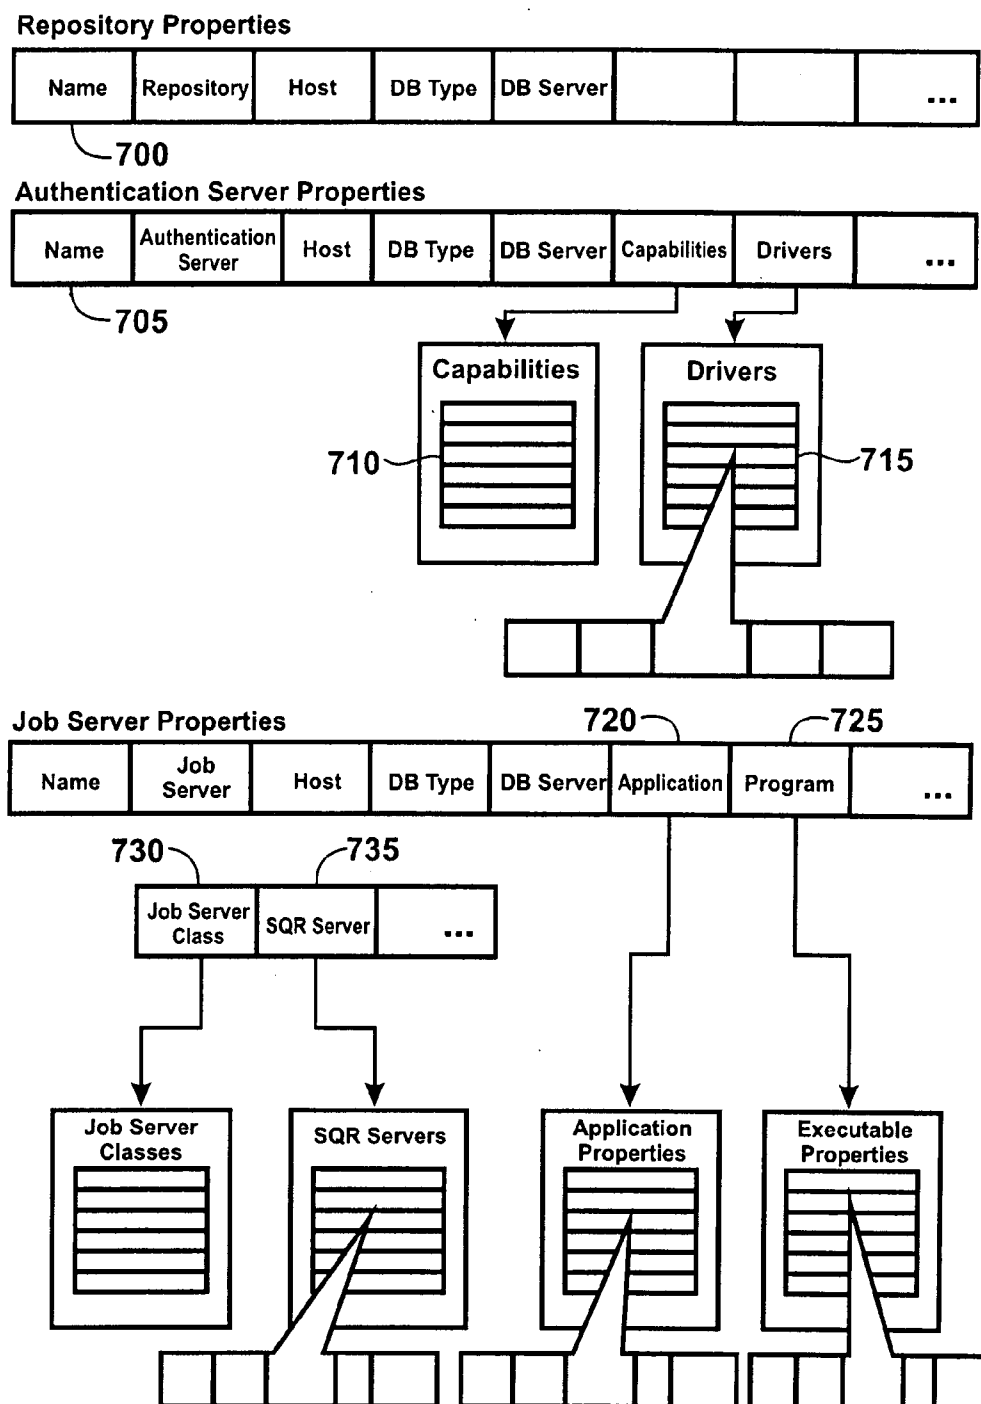 Repository Properties
Name Repository Host DB Type DB Server ...
700
Authentication Server Properties
Name Authentication Server Host DB Type DB Server Capabilities Drivers ...
705
Capabilities
Drivers
710
715
Job Server Properties
720
725
Name Job Server Host DB Type DB Server Application Program ...
730
735
Job Server Class SQR Server ...
Job Server
Classes
SQR Servers
Application
Properties
Executable
Properties